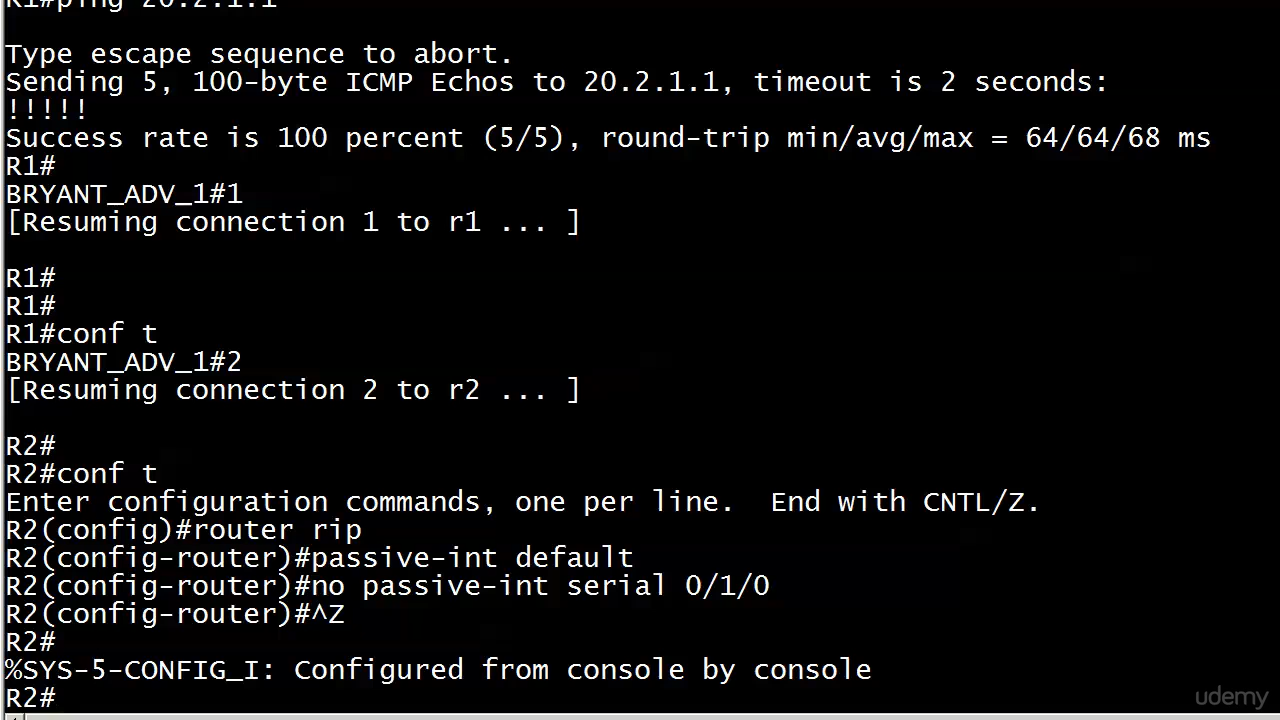 R1#ping 20.2.1.1
Type escape sequence to abort.
Sending 5, 100-byte ICMP Echos to 20.2.1.1, timeout is 2 seconds:
!!!!!
Success rate is 100 percent (5/5), round-trip min/avg/max = 64/64/68 ms
R1#
BRYANT_ADV_1#1
[Resuming connection 1 to r1 ... ]
R1#
R1#
R1#conf t
BRYANT_ADV_1#2
[Resuming connection 2 to r2 ... ]
R2#
R2#conf t
Enter configuration commands, one per line.  End with CNTL/Z.
R2(config)#router rip
R2(config-router)#passive-int default
R2(config-router)#no passive-int serial 0/1/0
R2(config-router)#^Z
R2#
%SYS-5-CONFIG_I: Configured from console by console
R2#
udemy